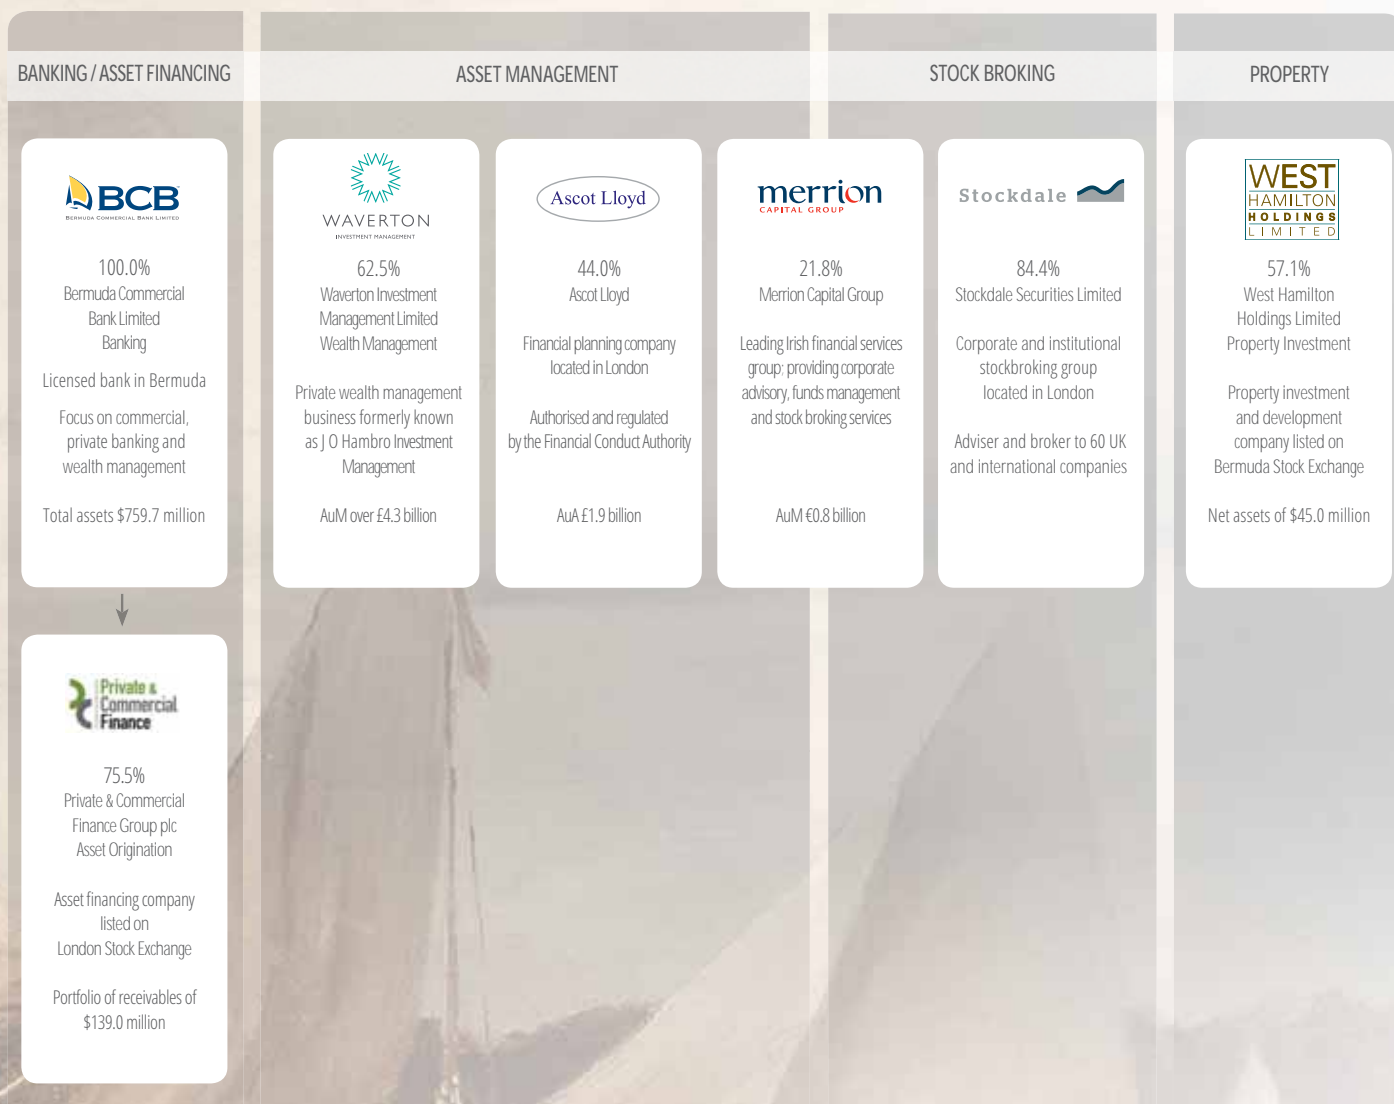 BANKING / ASSET FINANCING
ASSET MANAGEMENT
STOCK BROKING
PROPERTY
BCB
BERMUDA COMMERCIAL BANK LIMITED
100.0%
Bermuda Commercial
Bank Limited
Banking
Licensed bank in Bermuda
Focus on commercial,
private banking and
wealth management
Total assets $759.7 million
WAVERTON
INVESTMENT MANAGEMENT
62.5%
Waverton Investment
Management Limited
Wealth Management
Private wealth management
business formerly known
as J O Hambro Investment
Management
AuM over £4.3 billion
Ascot Lloyd
44.0%
Ascot Lloyd
Financial planning company
located in London
Authorised and regulated
by the Financial Conduct Authority
AuA £1.9 billion
merrion
CAPITAL GROUP
21.8%
Merrion Capital Group
Leading Irish financial services
group; providing corporate
advisory, funds management
and stock broking services
AuM €0.8 billion
Stockdale
84.4%
Stockdale Securities Limited
Corporate and institutional
stockbroking group
located in London
Adviser and broker to 60 UK
and international companies
WEST
HAMILTON
HOLDINGS
LIMITED
57.1%
West Hamilton
Holdings Limited
Property Investment
Property investment
and development
company listed on
Bermuda Stock Exchange
Net assets of $45.0 million
Private &
Commercial
Finance
75.5%
Private & Commercial
Finance Group plc
Asset Origination
Asset financing company
listed on
London Stock Exchange
Portfolio of receivables of
$139.0 million